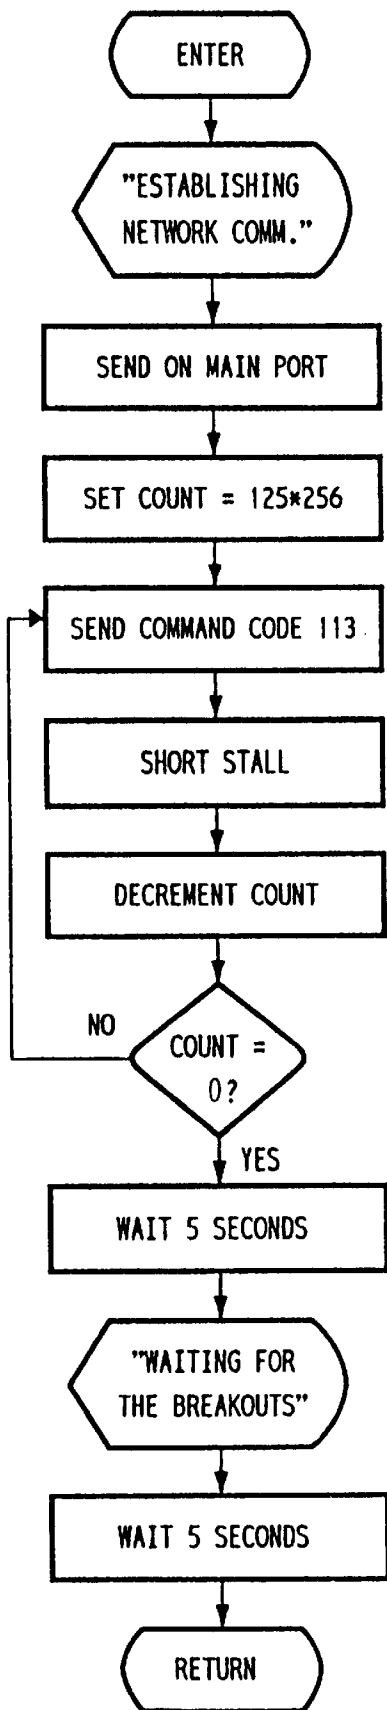 ENTER
"ESTABLISHING
NETWORK COMM."
SEND ON MAIN PORT
SET COUNT = 125*256
SEND COMMAND CODE 113
SHORT STALL
DECREMENT COUNT
NO
COUNT =
0?
YES
WAIT 5 SECONDS
"WAITING FOR
THE BREAKOUTS"
WAIT 5 SECONDS
RETURN